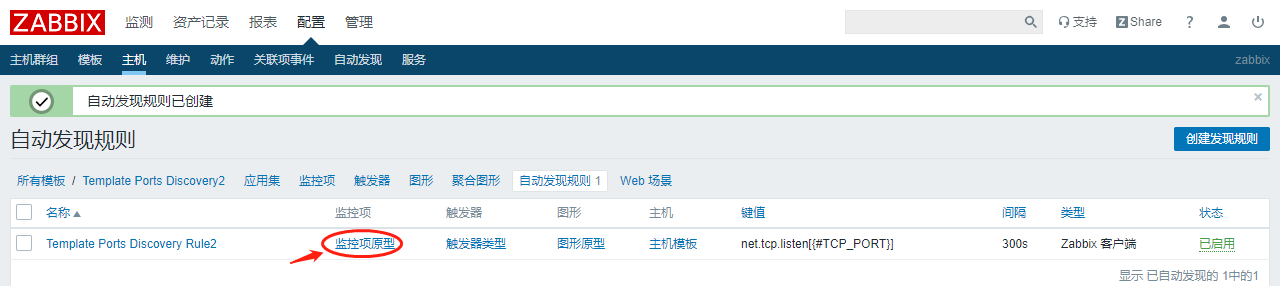 ZABBIX 监测 资产记录 报表 配置 管理 支持 Z Share ?
主机群组 模板 主机 维护 动作 关联项事件 自动发现 服务 zabbix
自动发现规则已创建 ×
自动发现规则 创建发现规则
所有模板 / Template Ports Discovery2 应用集 监控项 触发器 图形 聚合图形 自动发现规则 1 Web 场景
名称 监控项 触发器 图形 主机 键值 间隔 类型 状态
Template Ports Discovery Rule2 监控项原型 触发器类型 图形原型 主机模板 net.tcp.listen[{#TCP_PORT}] 300s Zabbix 客户端 已启用
显示 已自动发现的 1中的1